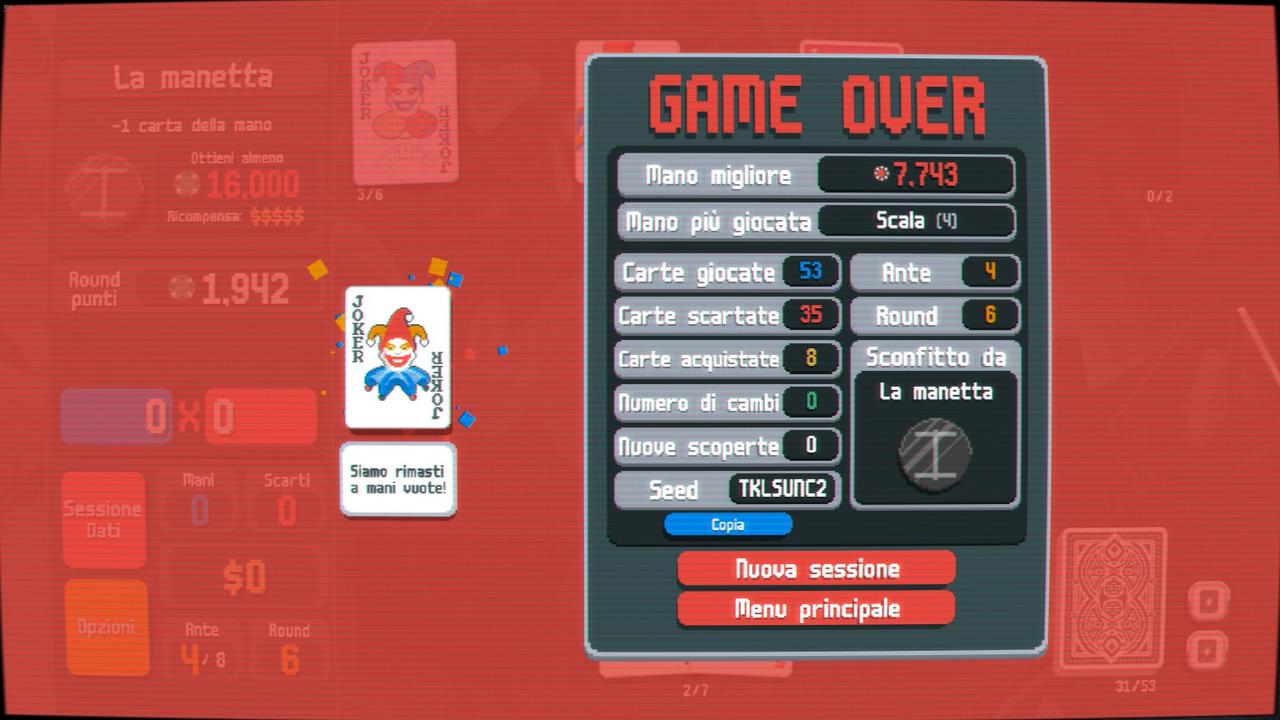 La manetta
-1 carta della mano
Ottieni almeno
16,000
Ricompensa: $$$$$
Round
punti
1,942
0 X 0
Mani
Scarti
0
0
Sessione
Dati
$0
Opzioni
Ante
Round
4/8
6
JOKER
JOKER
3/6
0/2
JOKER
JOKER
Siamo rimasti
a mani vuote!
GAME OVER
Mano migliore
7,743
Mano più giocata
Scala (4)
Carte giocate
53
Ante
4
Carte scartate
35
Round
6
Carte acquistate
8
Sconfitto da
La manetta
Numero di cambi
0
Nuove scoperte
0
Seed
TKLSUNC2
Copia
Nuova sessione
Menu principale
2/7
31/53